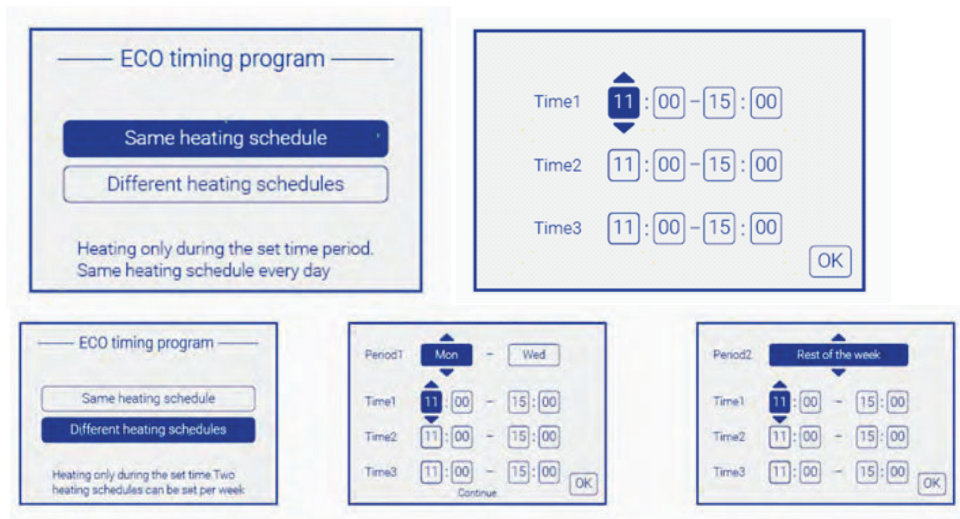 ECO timing program
Same heating schedule
Different heating schedules
Heating only during the set time period.
Same heating schedule every day
Time1 11:00-15:00
Time2 11:00-15:00
Time3 11:00-15:00
OK
ECO timing program
Same heating schedule
Different heating schedules
Heating only during the set time Two
heating schedules can be set per week
Period1 Mon - Wed
Time1 11:00 - 15:00
Time2 11:00 - 15:00
Time3 11:00 - 15:00
Continue
OK
Period2 Rest of the week
Time1 11:00 - 15:00
Time2 11:00 - 15:00
Time3 11:00 - 15:00
OK